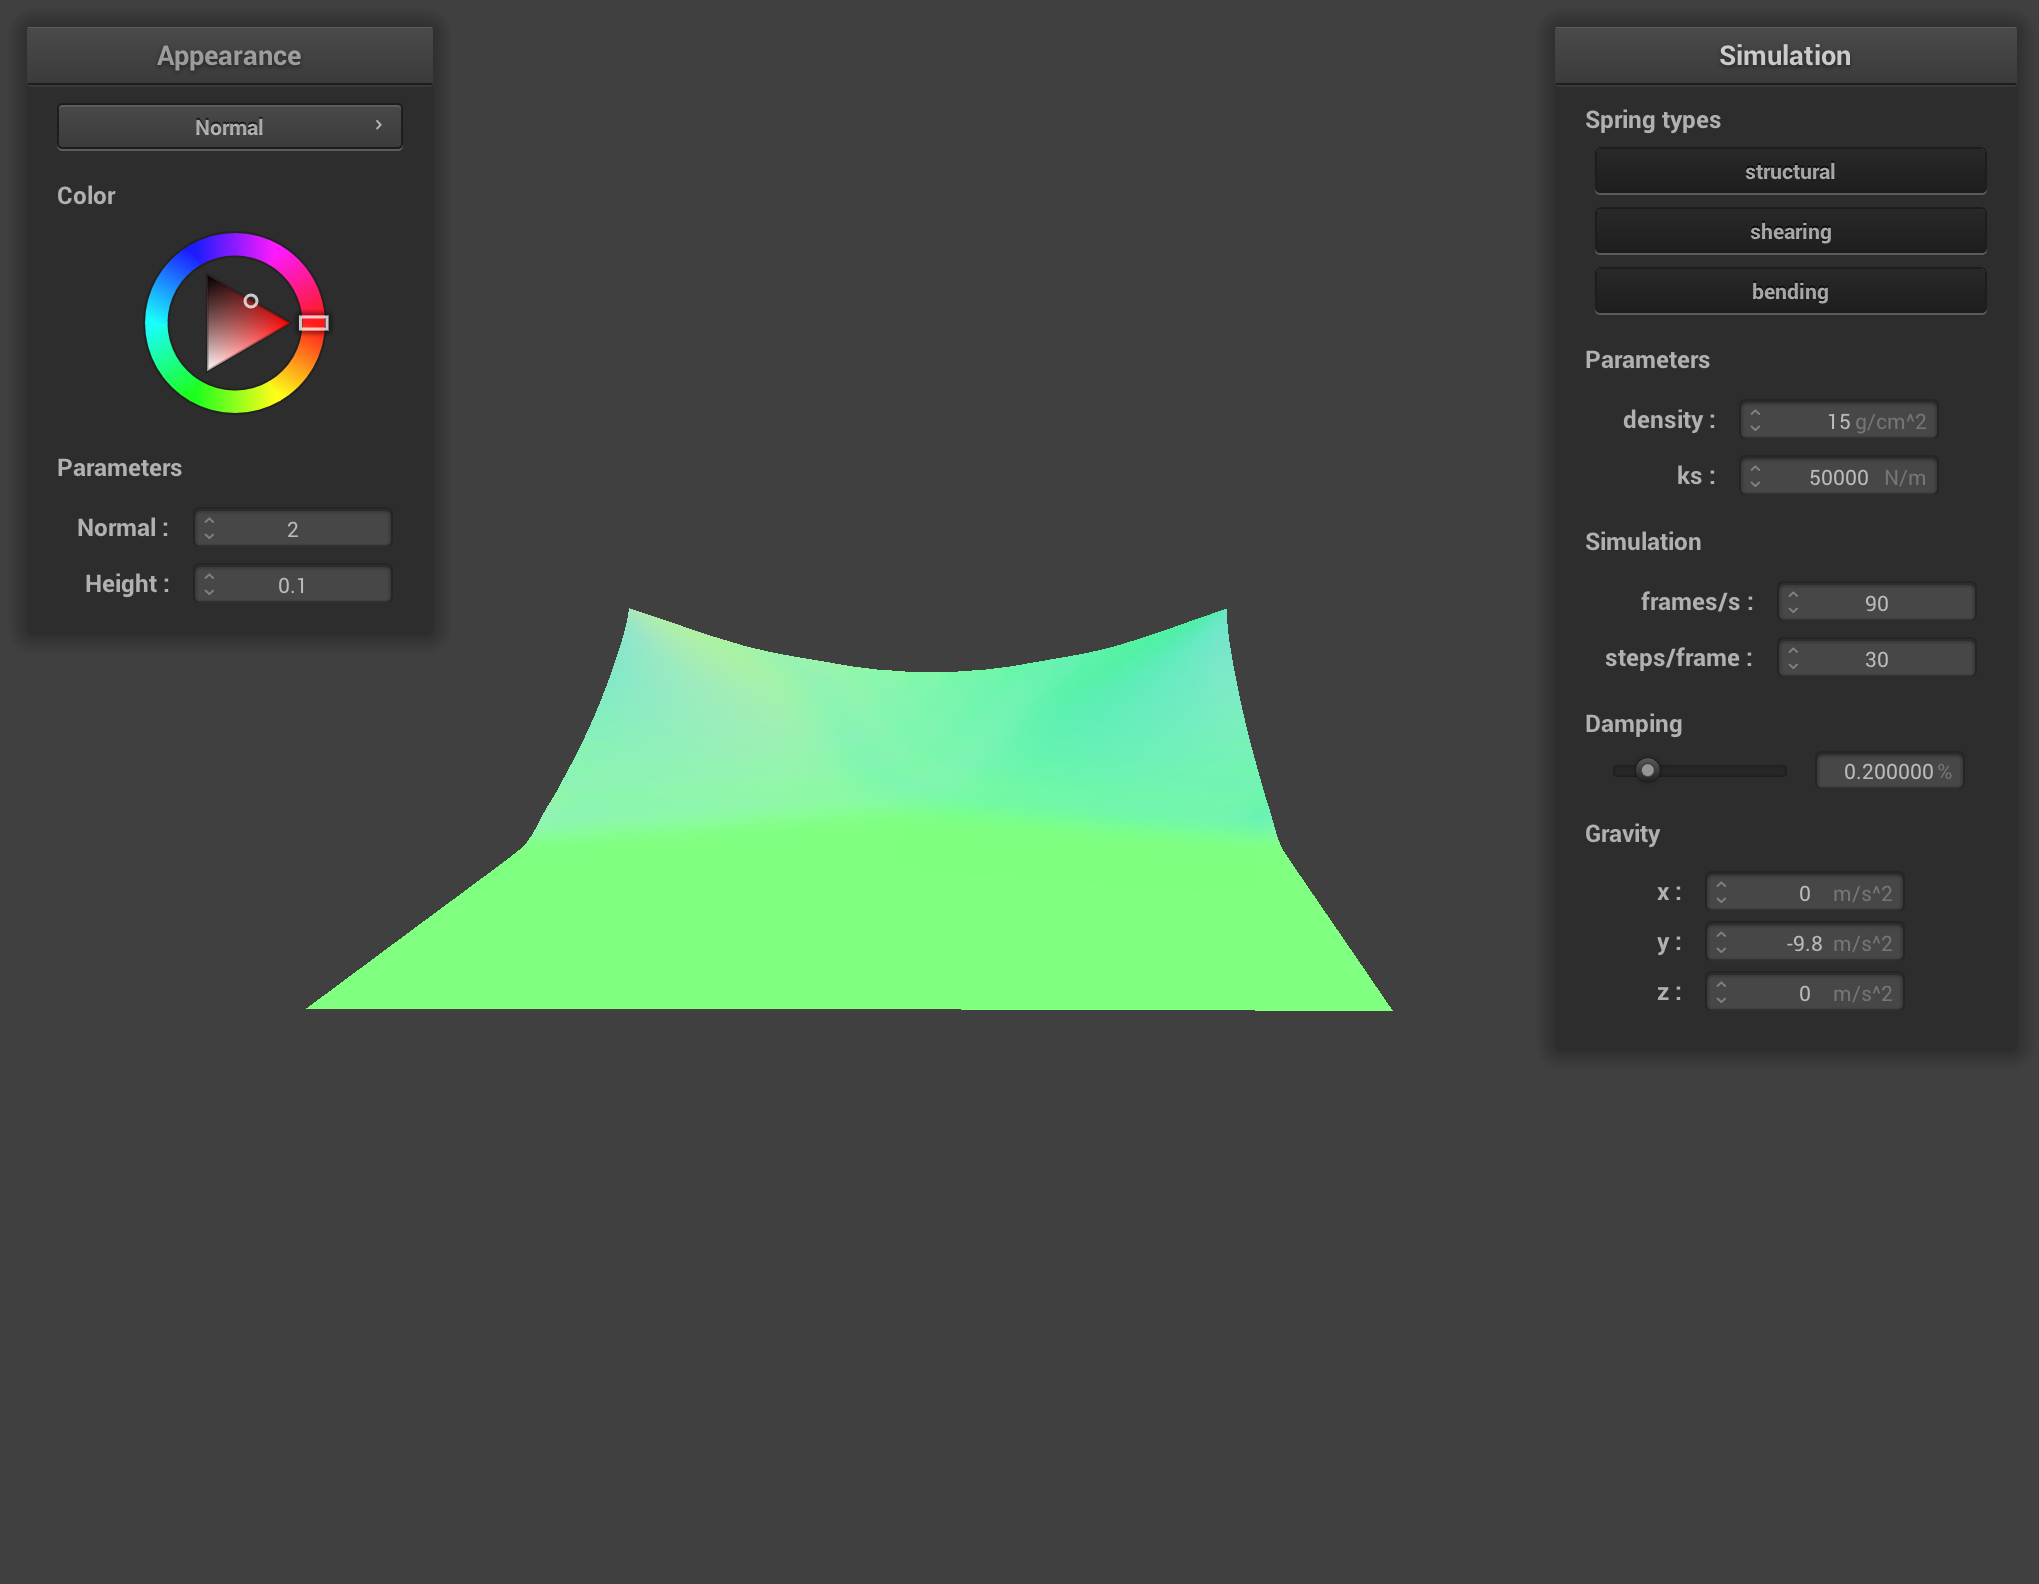 Appearance
Normal
Color
Parameters
Normal : 2
Height : 0.1
Simulation
Spring types
structural
shearing
bending
Parameters
density : 15 g/cm^2
ks : 50000 N/m
Simulation
frames/s : 90
steps/frame : 30
Damping
0.200000 %
Gravity
x : 0 m/s^2
y : -9.8 m/s^2
z : 0 m/s^2